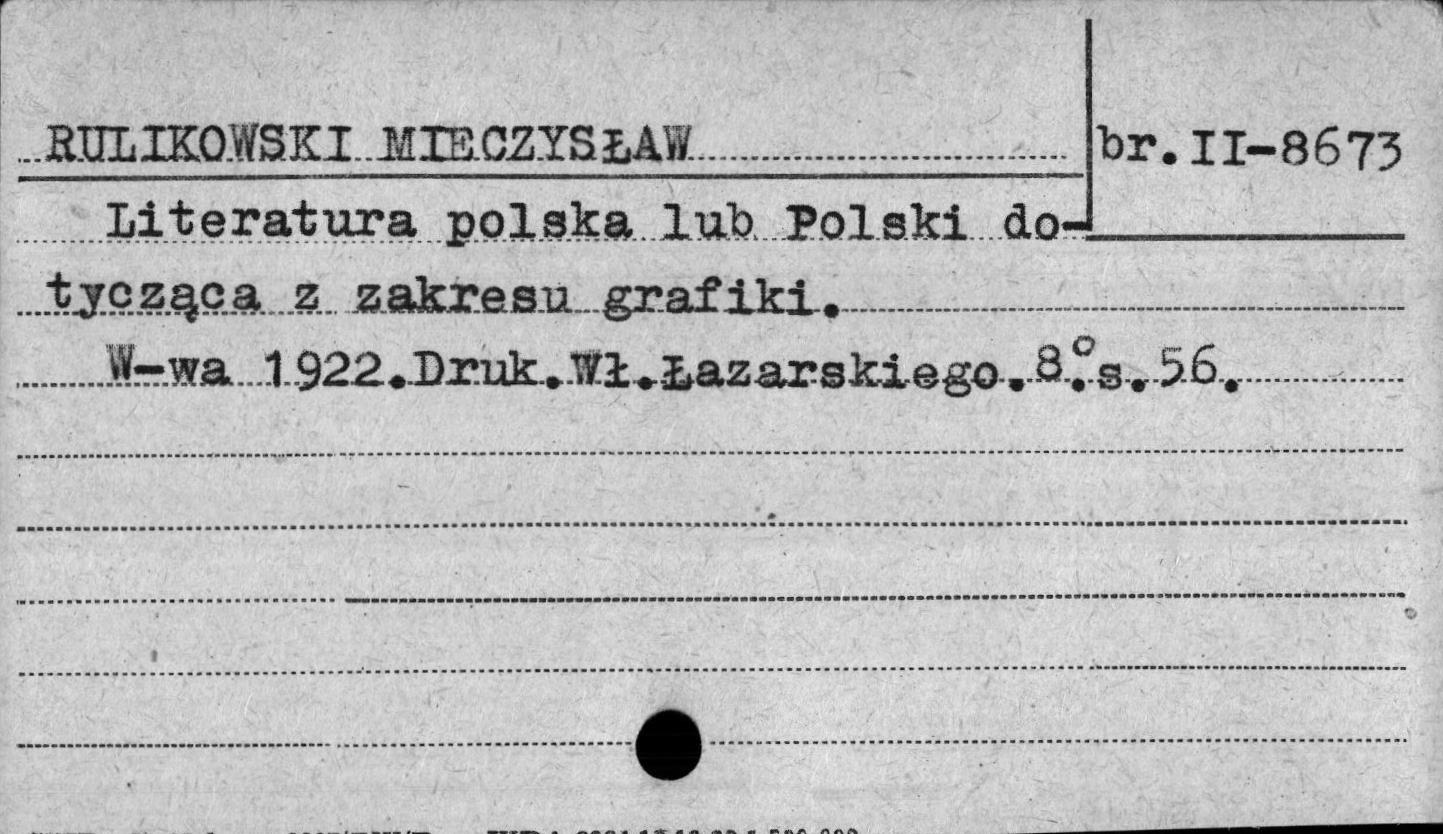 RULIKOWSKI MIECZYSŁAW
br.II-8673
Literatura polska lub Polski do-
tycząca z zakresu grafiki.
W-wa 1922.Druk.Wł.Łazarskiego.8°.s.56.